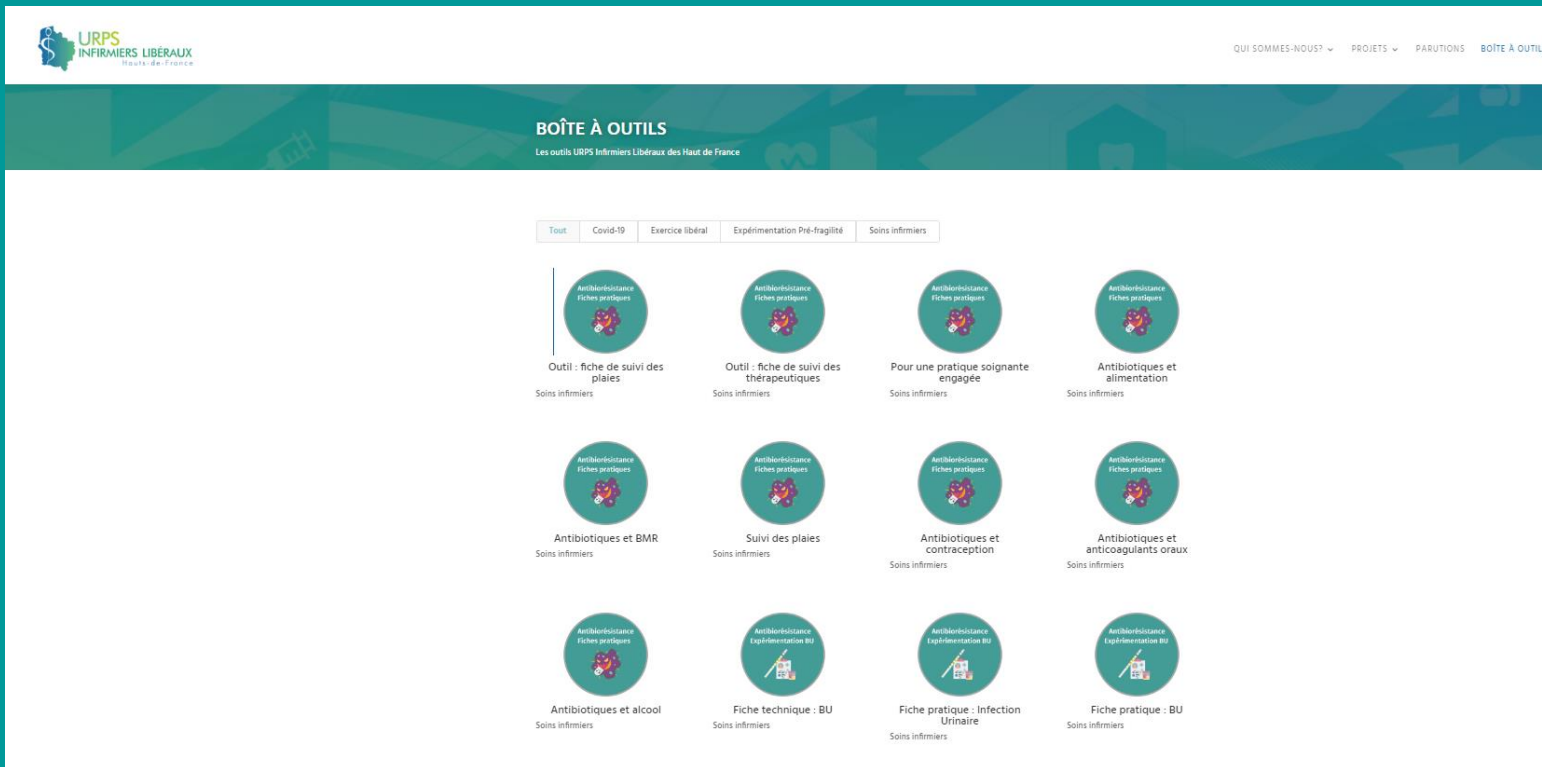 URPS
INFIRMIERS LIBÉRAUX
Hauts-de-France
QUI SOMMES-NOUS? PROJETS PARUTIONS BOÎTE À OUTIL
BOÎTE À OUTILS
Les outils URPS Infirmiers Libéraux des Haut de France
Tout Covid-19 Exercice libéral Expérimentation Pré-fragilité Soins infirmiers
Antibiorésistance
Fiches pratiques
Outil : fiche de suivi des
plaies
Soins infirmiers
Antibiorésistance
Fiches pratiques
Outil : fiche de suivi des
thérapeutiques
Soins infirmiers
Antibiorésistance
Fiches pratiques
Pour une pratique soignante
engagée
Soins infirmiers
Antibiorésistance
Fiches pratiques
Antibiotiques et
alimentation
Soins infirmiers
Antibiorésistance
Fiches pratiques
Antibiotiques et BMR
Soins infirmiers
Antibiorésistance
Fiches pratiques
Suivi des plaies
Soins infirmiers
Antibiorésistance
Fiches pratiques
Antibiotiques et
contraception
Soins infirmiers
Antibiorésistance
Fiches pratiques
Antibiotiques et
anticoagulants oraux
Soins infirmiers
Antibiorésistance
Fiches pratiques
Antibiotiques et alcool
Soins infirmiers
Antibiorésistance
Expérimentation BU
Fiche technique : BU
Soins infirmiers
Antibiorésistance
Expérimentation BU
Fiche pratique : Infection
Urinaire
Soins infirmiers
Antibiorésistance
Expérimentation BU
Fiche pratique : BU
Soins infirmiers